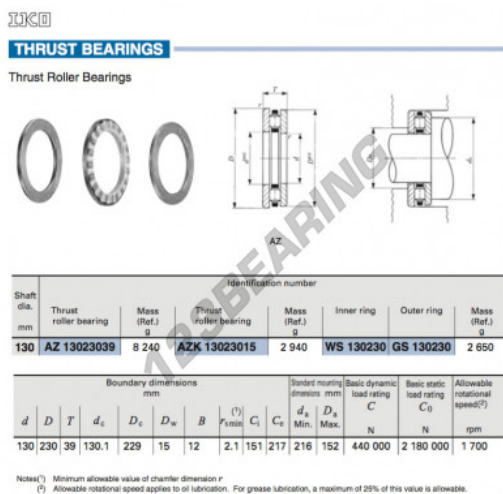 IKO
THRUST BEARINGS
Thrust Roller Bearings
T
r
r
D
d
AZ
123BEARING
Shaft dia. mm
Identification number
Thrust roller bearing
Mass (Ref.) g
Thrust roller bearing
Mass (Ref.) g
Inner ring
Outer ring
Mass (Ref.) g
130 AZ 13023039 8 240 AZK 13023015 2 940 WS 130230 GS 130230 2 650
Boundary dimensions mm
Standard mounting dimensions mm
Basic dynamic load rating C N
Basic static load rating C0 N
Allowable rotational speed(2) rpm
d D T dc Dc Dw B rsmin(1) Ci Ce da Min. Da Max.
130 230 39 130.1 229 15 12 2.1 151 217 216 152 440 000 2 180 000 1 700
Notes(1) Minimum allowable value of chamfer dimension r
(2) Allowable rotational speed applies to oil lubrication. For grease lubrication, a maximum of 25% of this value is allowable.